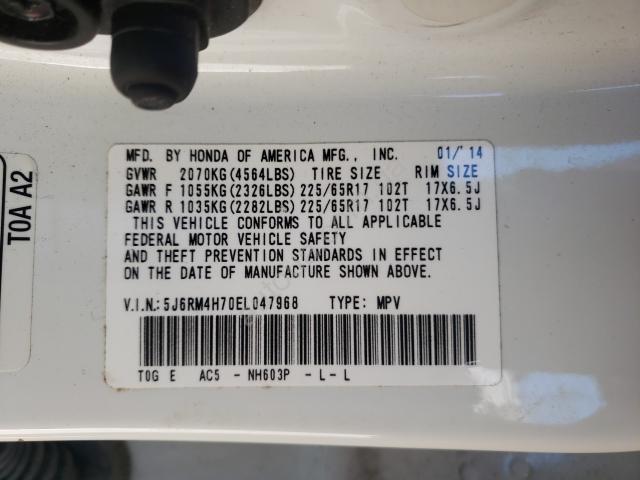 MFD. BY HONDA OF AMERICA MFG., INC. 01/'14
GVWR 2070KG(4564LBS) TIRE SIZE RIM SIZE
GAWR F 1055KG(2326LBS) 225/65R17 102T 17X6.5J
GAWR R 1035KG(2282LBS) 225/65R17 102T 17X6.5J
THIS VEHICLE CONFORMS TO ALL APPLICABLE
FEDERAL MOTOR VEHICLE SAFETY
AND THEFT PREVENTION STANDARDS IN EFFECT
ON THE DATE OF MANUFACTURE SHOWN ABOVE.
V.I.N.:5J6RM4H70EL047968 TYPE: MPV
T0G E AC5 - NH603P - L - L
T0A A2